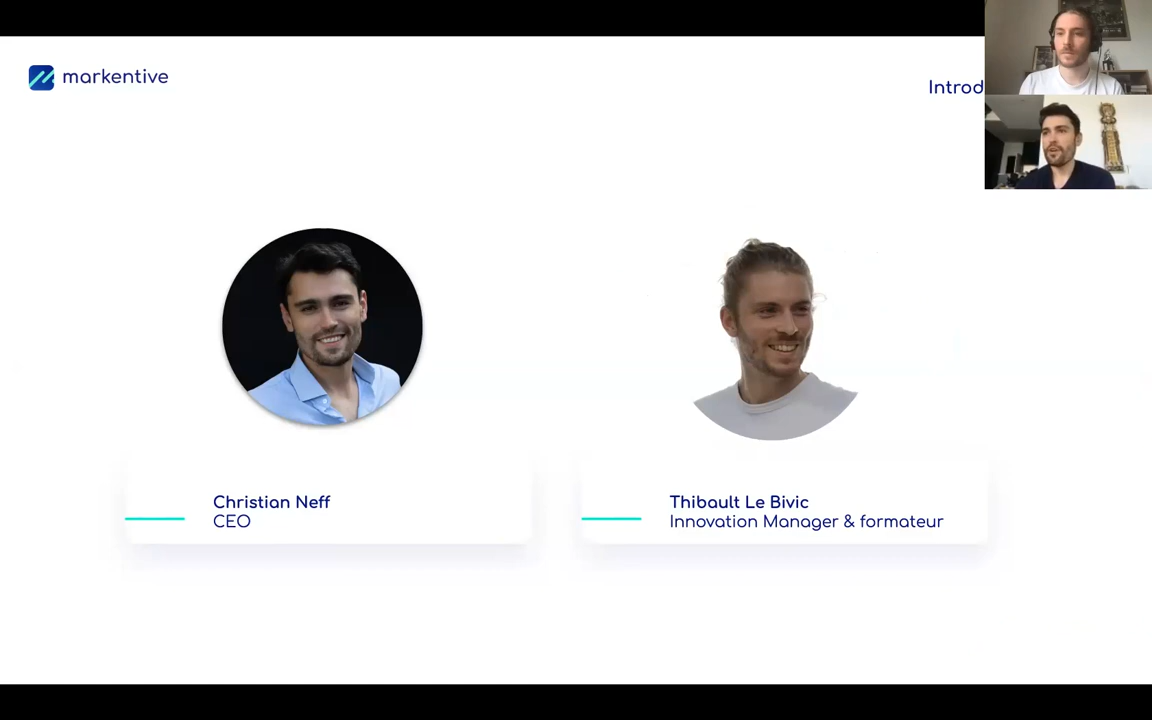 markentive
Introd
Christian Neff
CEO
Thibault Le Bivic
Innovation Manager & formateur